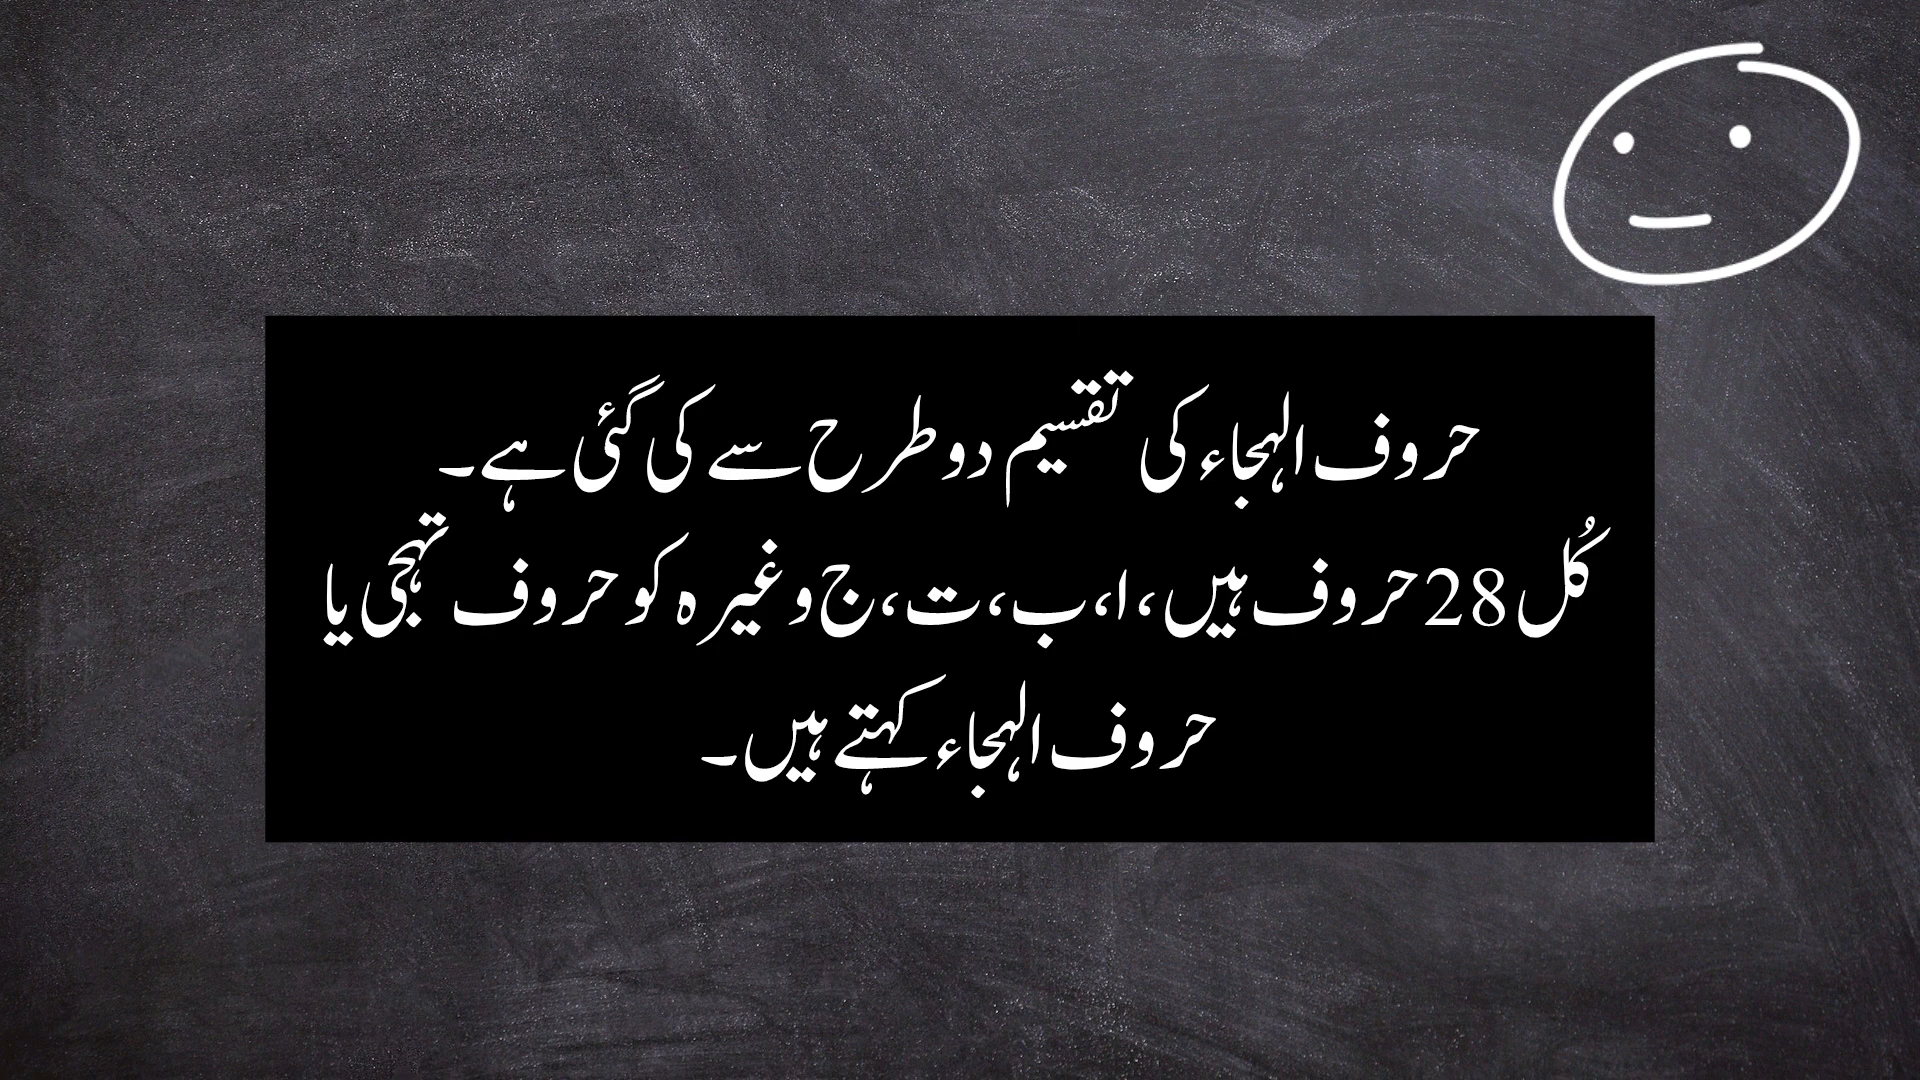 حروف الہجاء کی تقسیم دو طرح سے کی گئی ہے۔
کُل 28 حروف ہیں، ا، ب، ت، ج وغیرہ کو حروف تہجی یا
حروف الہجاء کہتے ہیں۔